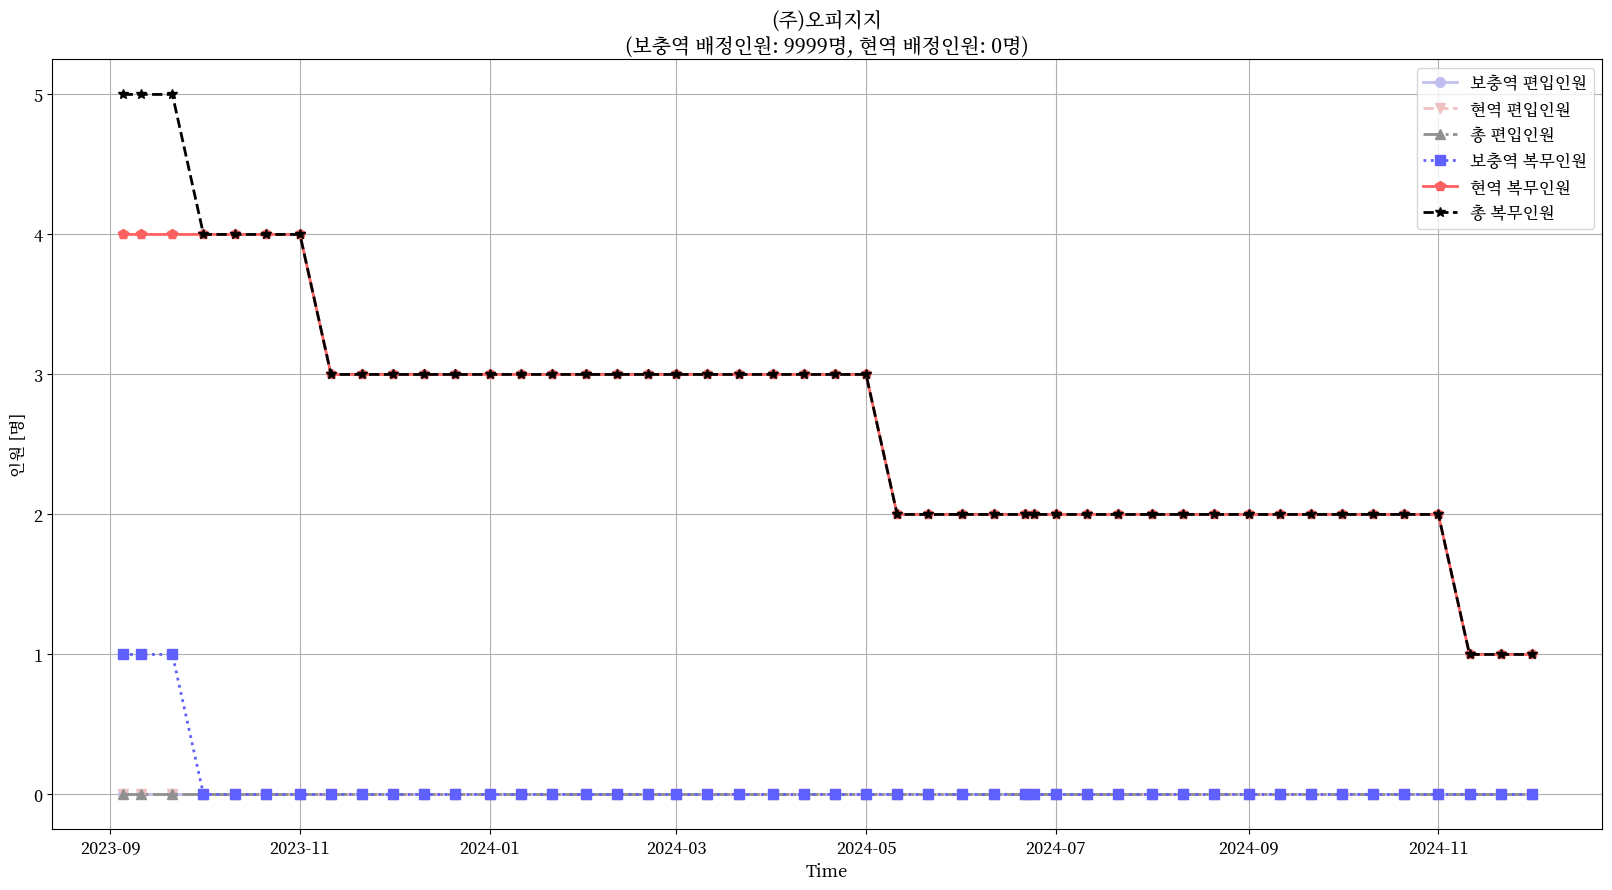 (주)오피지지
(보충역 배정인원: 9999명, 현역 배정인원: 0명)
보충역 편입인원
현역 편입인원
총 편입인원
보충역 복무인원
현역 복무인원
총 복무인원
인원 [명]
5
4
3
2
1
0
2023-09
2023-11
2024-01
2024-03
2024-05
2024-07
2024-09
2024-11
Time